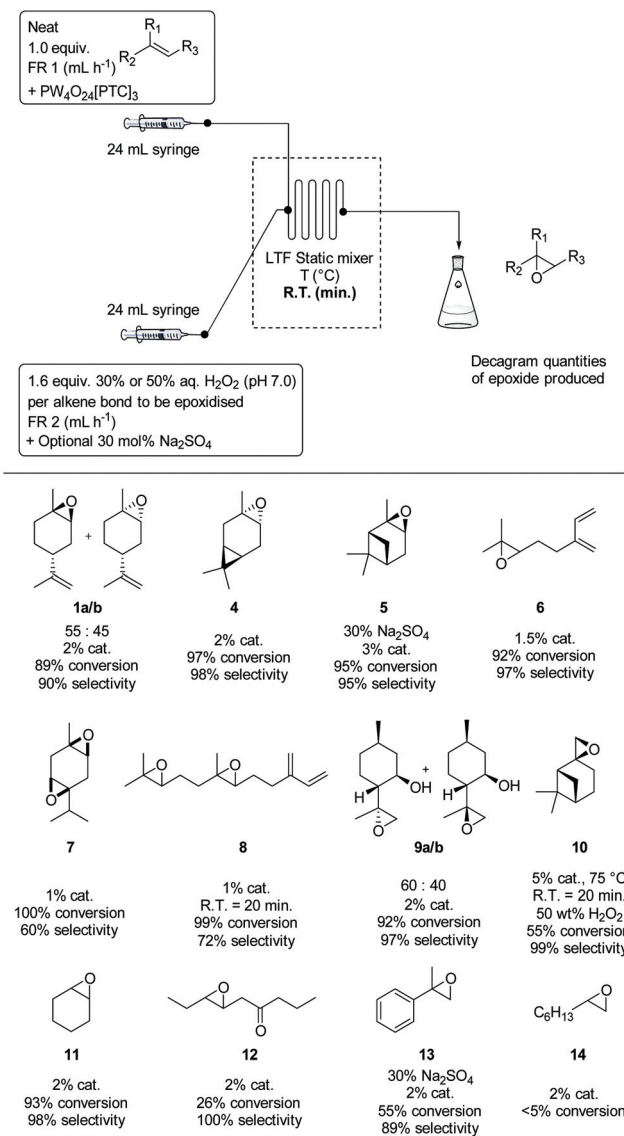 Neat
1.0 equiv.
FR 1 (mL h⁻¹)
+ PW₄O₂₄[PTC]₃
R₁
R₂
R₃
24 mL syringe
LTF Static mixer
T (°C)
R.T. (min.)
24 mL syringe
R₁
R₂
R₃
O
Decagram quantities
of epoxide produced
1.6 equiv. 30% or 50% aq. H₂O₂ (pH 7.0)
per alkene bond to be epoxidised
FR 2 (mL h⁻¹)
+ Optional 30 mol% Na₂SO₄
O
+
O
1a/b
55 : 45
2% cat.
89% conversion
90% selectivity
O
4
2% cat.
97% conversion
98% selectivity
O
5
30% Na₂SO₄
3% cat.
95% conversion
95% selectivity
O
6
1.5% cat.
92% conversion
97% selectivity
O
O
7
1% cat.
100% conversion
60% selectivity
O
O
8
1% cat.
R.T. = 20 min.
99% conversion
72% selectivity
H
OH
O
+
H
OH
O
9a/b
60 : 40
2% cat.
92% conversion
97% selectivity
O
10
5% cat., 75 °C
R.T. = 20 min.
50 wt% H₂O₂
55% conversion
99% selectivity
O
11
2% cat.
93% conversion
98% selectivity
O
O
12
2% cat.
26% conversion
100% selectivity
O
13
30% Na₂SO₄
2% cat.
55% conversion
89% selectivity
C₆H₁₃
O
14
2% cat.
<5% conversion